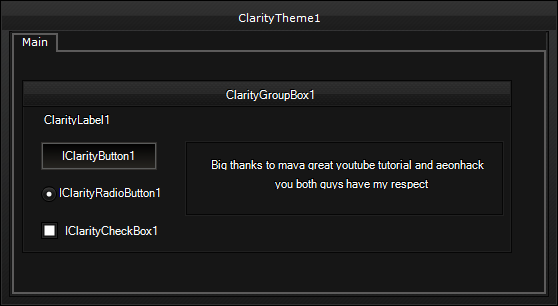 ClarityTheme1
Main
ClarityGroupBox1
ClarityLabel1
IClarityButton1
Big thanks to mava great youtube tutorial and aeonhack
you both guys have my respect
IClarityRadioButton1
IClarityCheckBox1